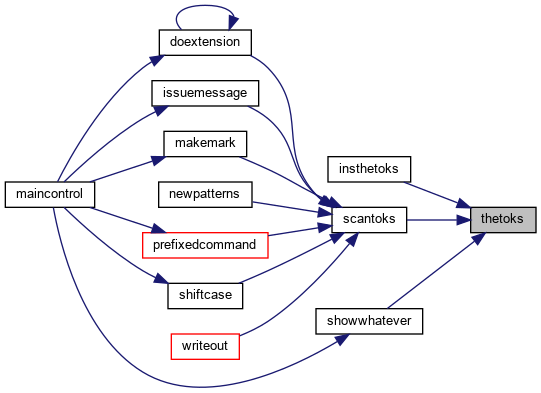 doextension
issuemessage
makemark
insthetoks
maincontrol
newpatterns
scantoks
thetoks
prefixedcommand
shiftcase
showwhatever
writeout